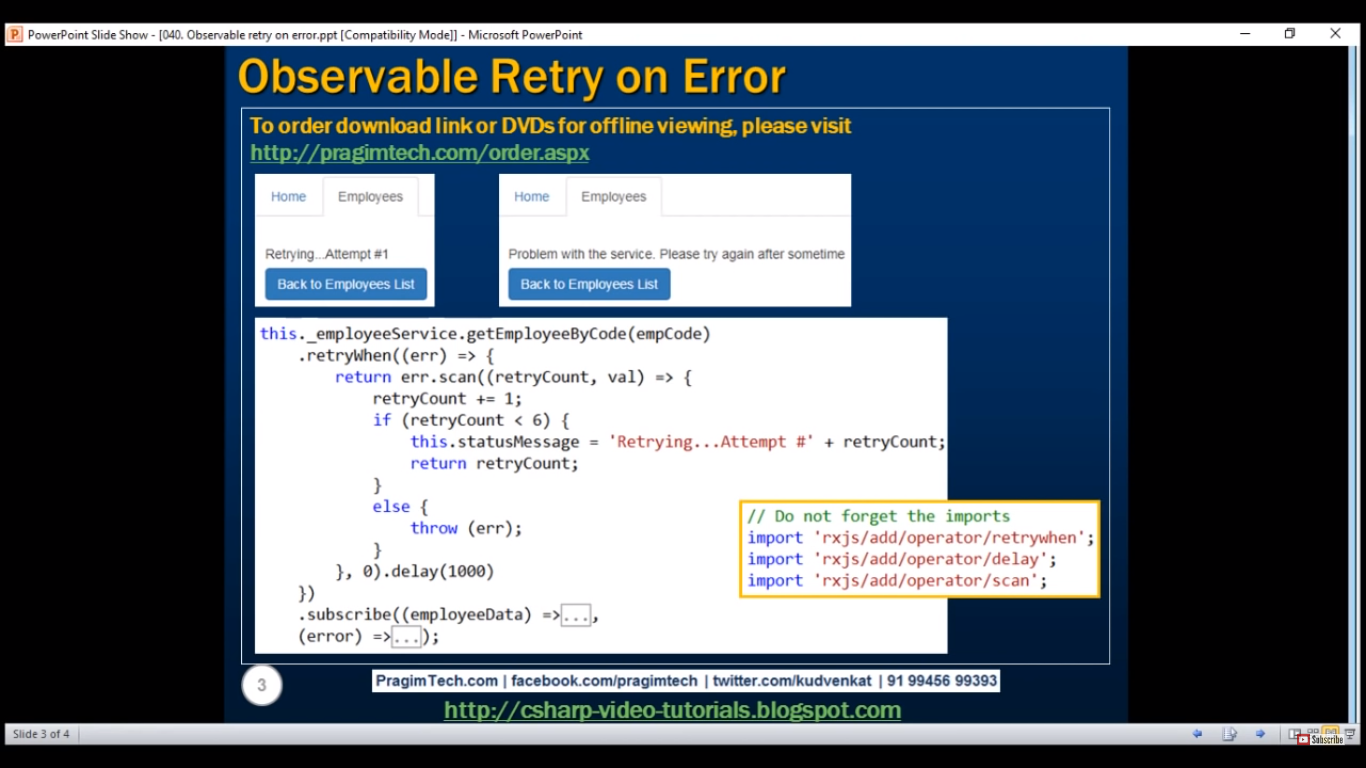 PowerPoint Slide Show - [040. Observable retry on error.ppt [Compatibility Mode]] - Microsoft PowerPoint
Observable Retry on Error
To order download link or DVDs for offline viewing, please visit
http://pragimtech.com/order.aspx
Home Employees
Retrying...Attempt #1
Back to Employees List
Home Employees
Problem with the service. Please try again after sometime
Back to Employees List
this._employeeService.getEmployeeByCode(empCode)
.retryWhen((err) => {
return err.scan((retryCount, val) => {
retryCount += 1;
if (retryCount < 6) {
this.statusMessage = 'Retrying...Attempt #' + retryCount;
return retryCount;
}
else {
throw (err);
}
}, 0).delay(1000)
})
.subscribe((employeeData) =>...,
(error) =>...);
// Do not forget the imports
import 'rxjs/add/operator/retrywhen';
import 'rxjs/add/operator/delay';
import 'rxjs/add/operator/scan';
3
PragimTech.com | facebook.com/pragimtech | twitter.com/kudvenkat | 91 99456 99393
http://csharp-video-tutorials.blogspot.com
Slide 3 of 4
Subscribe